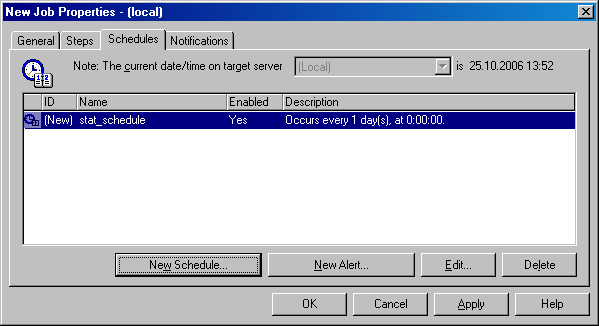 New Job Properties - (local)
General Steps Schedules Notifications
Note: The current date/time on target server (Local) is 25.10.2006 13:52
ID Name Enabled Description
(New) stat_schedule Yes Occurs every 1 day(s), at 0:00:00.
New Schedule... New Alert... Edit... Delete
OK Cancel Apply Help